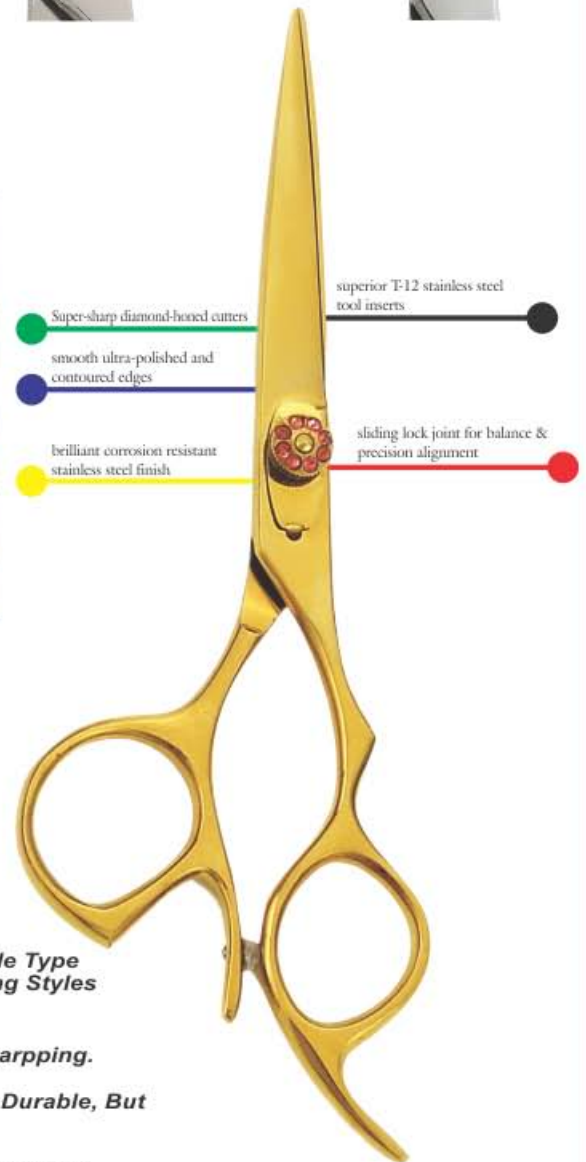 superior T-12 stainless steel
tool inserts
Super-sharp diamond-honed cutters
smooth ultra-polished and
contoured edges
sliding lock joint for balance &
precision alignment
brilliant corrosion resistant
stainless steel finish
le Type
ng Styles
arpping.
Durable, But